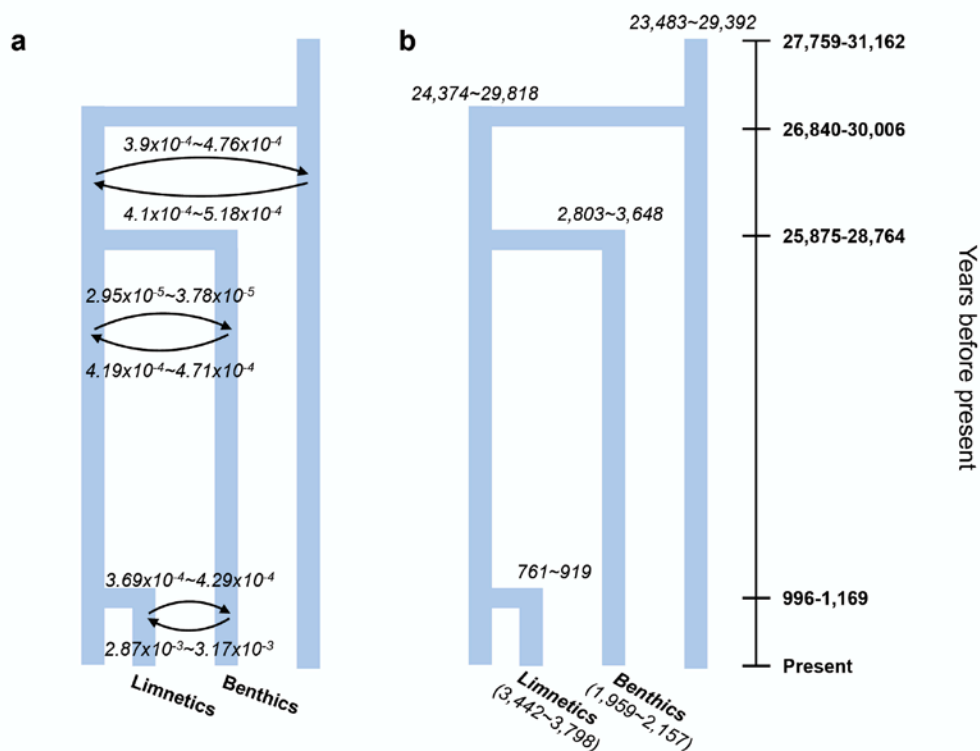 a
3.9x10⁻⁴~4.76x10⁻⁴
4.1x10⁻⁴~5.18x10⁻⁴
2.95x10⁻⁵~3.78x10⁻⁵
4.19x10⁻⁴~4.71x10⁻⁴
3.69x10⁻⁴~4.29x10⁻⁴
2.87x10⁻³~3.17x10⁻³
Limnetics
Benthics
b
23,483~29,392
24,374~29,818
2,803~3,648
761~919
Limnetics
(3,442~3,798)
Benthics
(1,959~2,157)
27,759-31,162
26,840-30,006
25,875-28,764
996-1,169
Present
Years before present